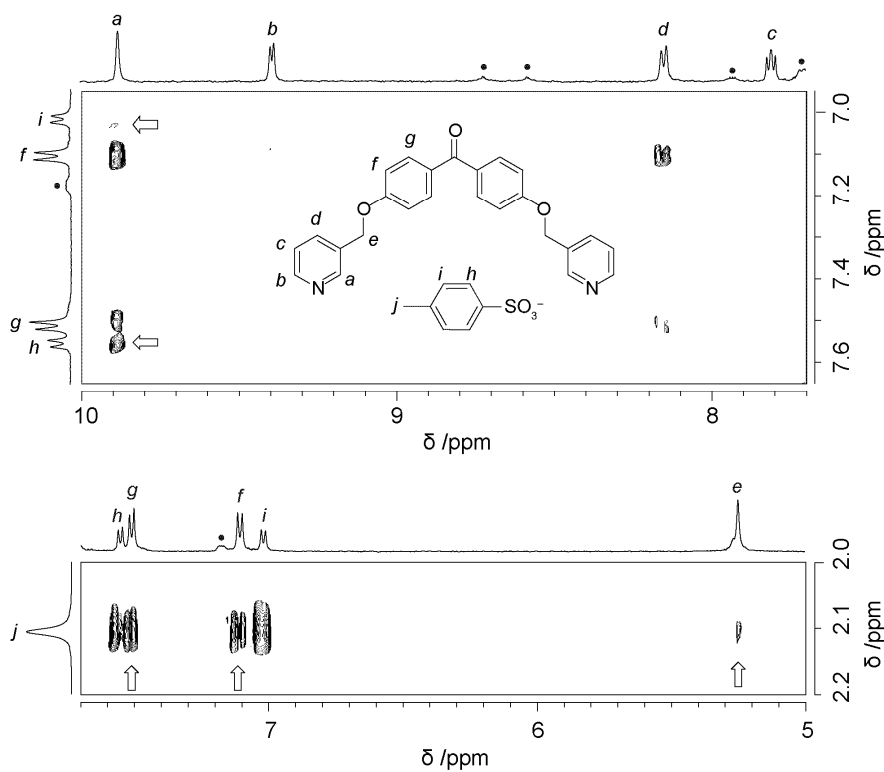 a
b
d
c
i
f
g
h
7.0
7.2
7.4
7.6
δ /ppm
O
g
f
O
O
d
e
c
b
N
a
N
i
h
j
SO₃⁻
10
9
8
δ /ppm
g
h
f
i
e
j
2.0
2.1
2.2
δ /ppm
7
6
5
δ /ppm